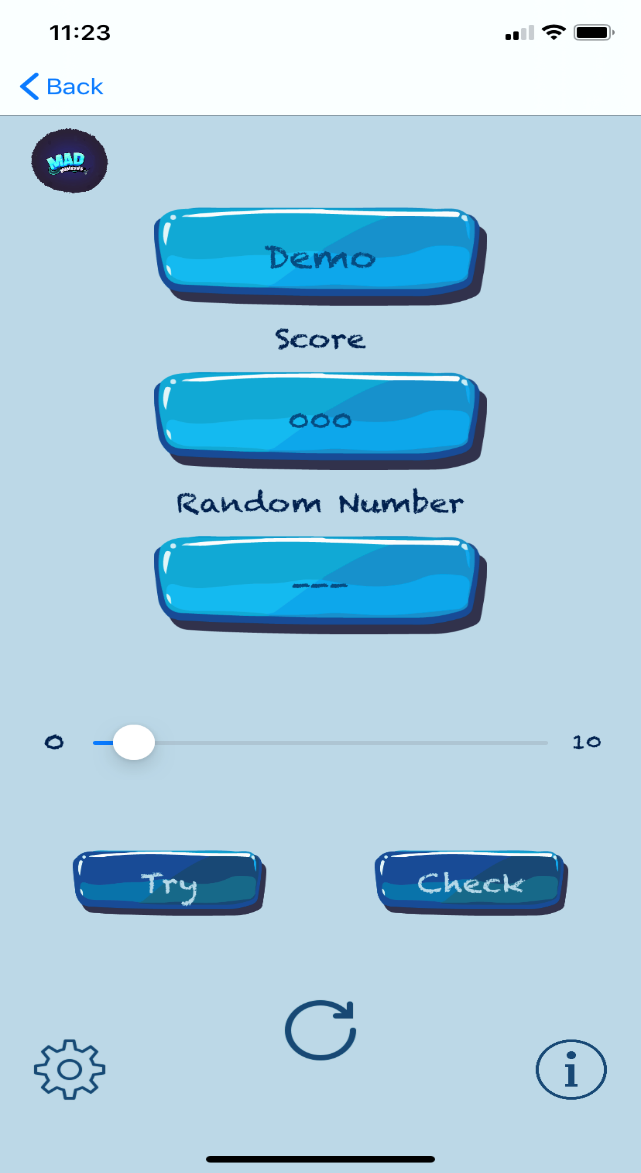 11:23
Back
MAD
Demo
Score
000
Random Number
---
0 10
Try Check
i